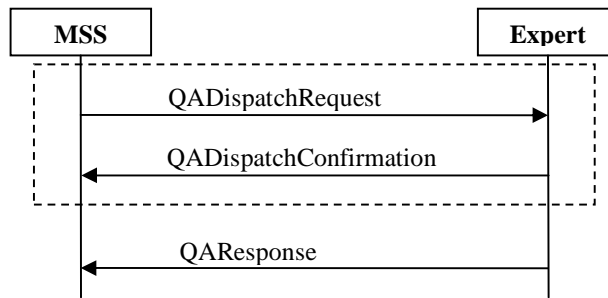 MSS
Expert
QADispatchRequest
QADispatchConfirmation
QAResponse